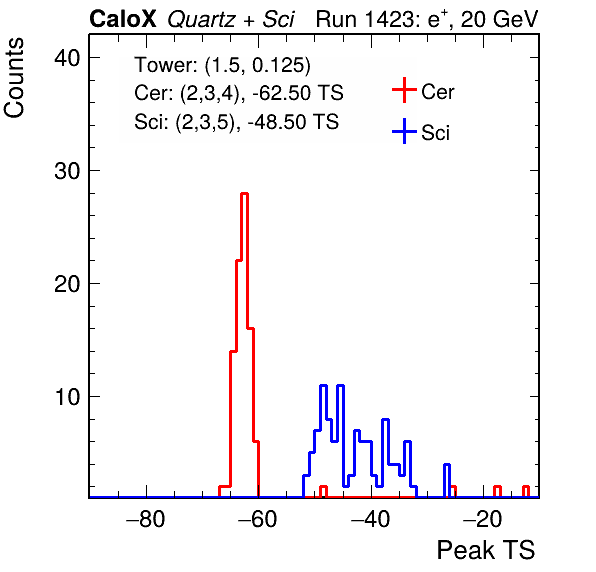 CaloX Quartz + Sci Run 1423: e⁺, 20 GeV
Counts
Tower: (1.5, 0.125)
Cer: (2,3,4), -62.50 TS
Sci: (2,3,5), -48.50 TS
Cer
Sci
40
30
20
10
−80 −60 −40 −20
Peak TS